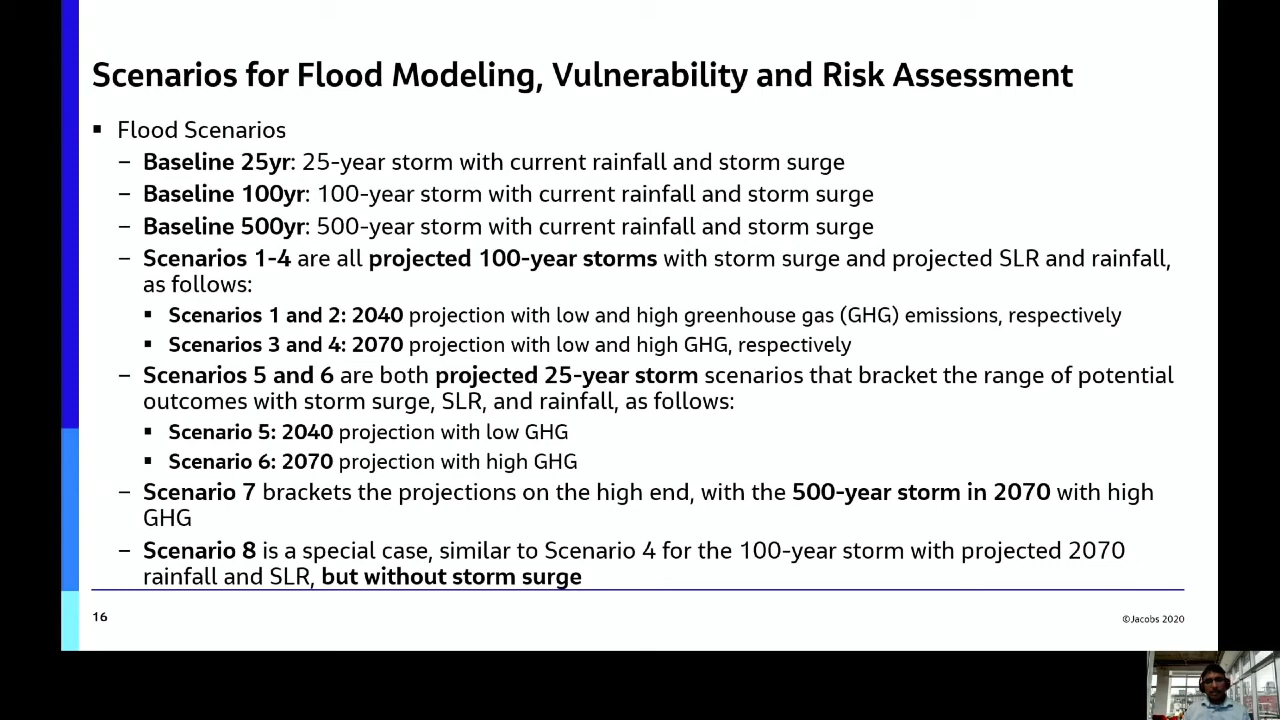 Scenarios for Flood Modeling, Vulnerability and Risk Assessment
▪ Flood Scenarios
– Baseline 25yr: 25-year storm with current rainfall and storm surge
– Baseline 100yr: 100-year storm with current rainfall and storm surge
– Baseline 500yr: 500-year storm with current rainfall and storm surge
– Scenarios 1-4 are all projected 100-year storms with storm surge and projected SLR and rainfall,
as follows:
▪ Scenarios 1 and 2: 2040 projection with low and high greenhouse gas (GHG) emissions, respectively
▪ Scenarios 3 and 4: 2070 projection with low and high GHG, respectively
– Scenarios 5 and 6 are both projected 25-year storm scenarios that bracket the range of potential
outcomes with storm surge, SLR, and rainfall, as follows:
▪ Scenario 5: 2040 projection with low GHG
▪ Scenario 6: 2070 projection with high GHG
– Scenario 7 brackets the projections on the high end, with the 500-year storm in 2070 with high
GHG
– Scenario 8 is a special case, similar to Scenario 4 for the 100-year storm with projected 2070
rainfall and SLR, but without storm surge
16
©Jacobs 2020